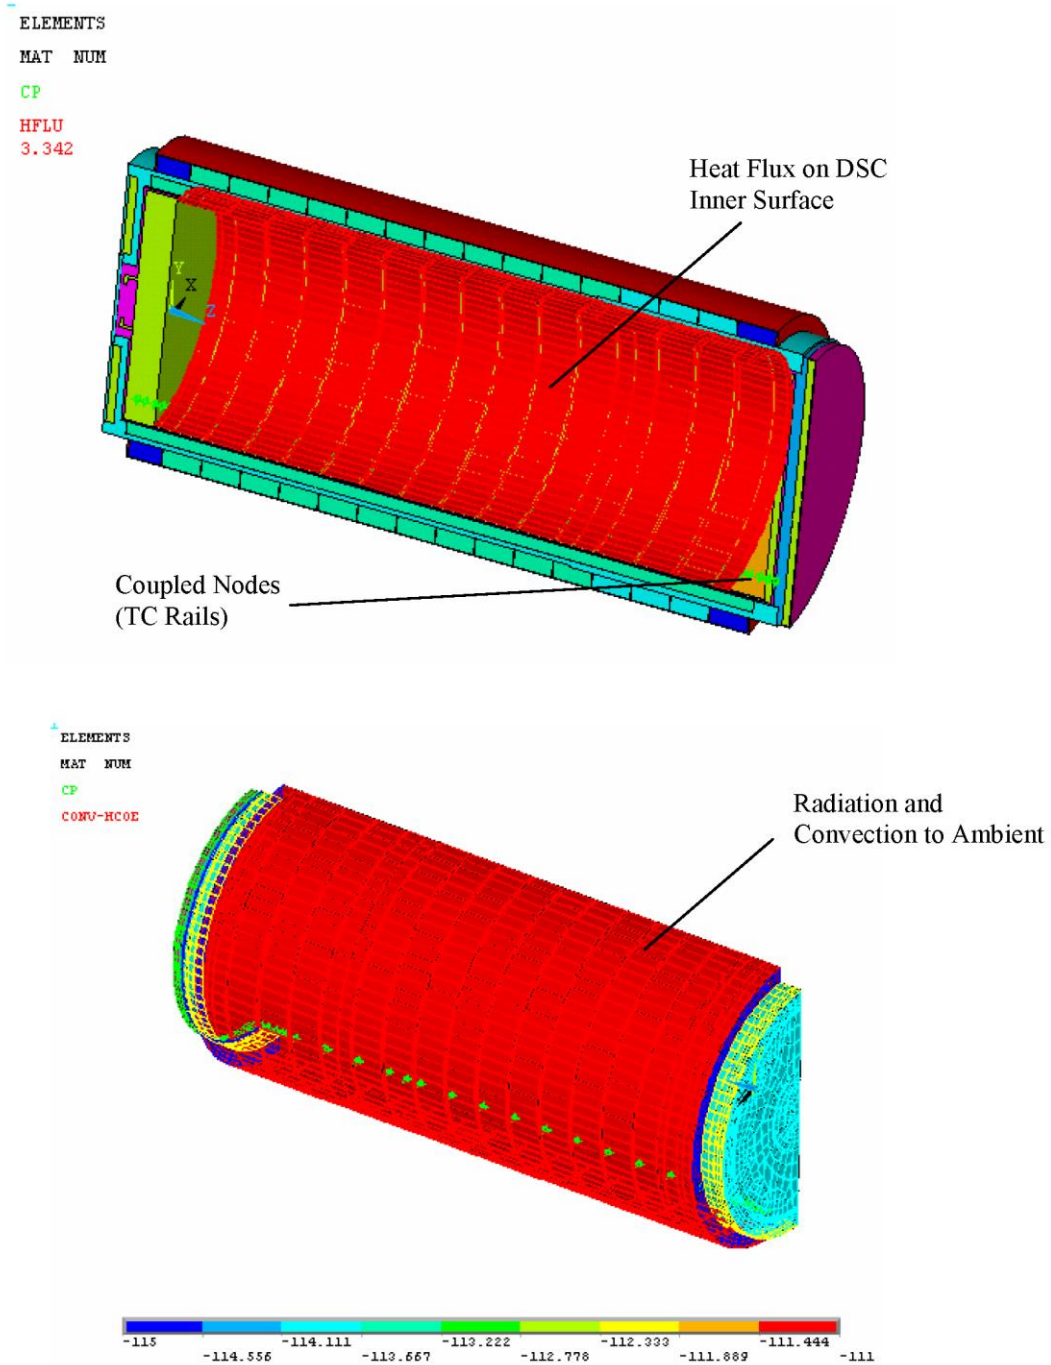 ELEMENTS
MAT NUM
CP
HFLU
3.342
Heat Flux on DSC
Inner Surface
Y
X
Z
Coupled Nodes
(TC Rails)
ELEMENTS
MAT NUM
CP
CONV-HCOE
Radiation and
Convection to Ambient
-115 -114.111 -113.222 -112.333 -111.444
-114.556 -113.667 -112.778 -111.889 -111